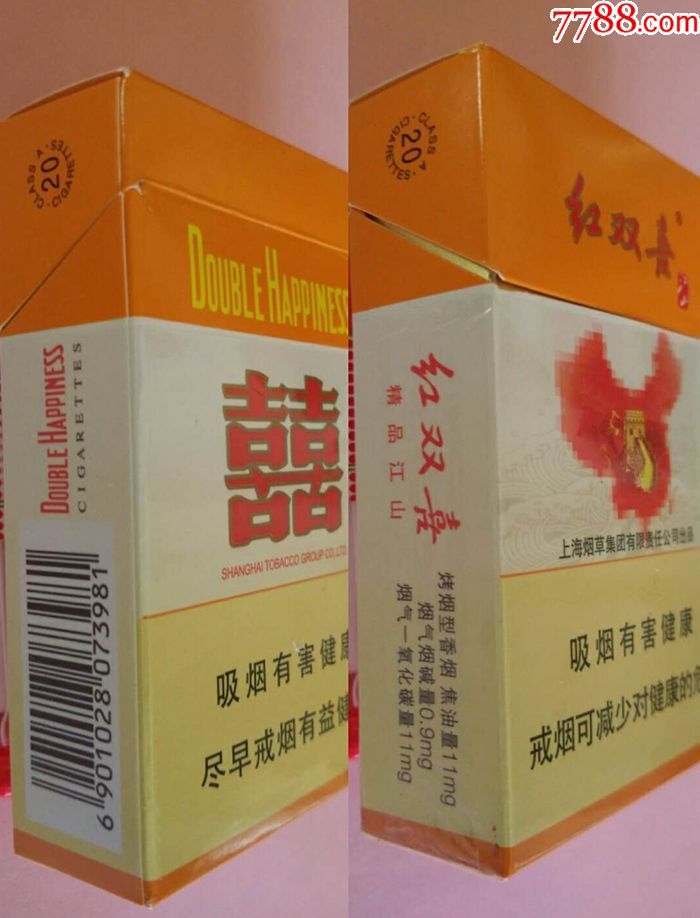 7788.com
CLASS A
20
CIGARETTES
DOUBLE HAPPINESS
囍
SHANGHAI TOBACCO GROUP CO.,LTD
吸烟有害健康
尽早戒烟有益健
DOUBLE HAPPINESS
CIGARETTES
6901028073981
CLASS A
20
CIGARETTES
红双喜
上海烟草集团有限责任公司出品
吸烟有害健康
戒烟可减少对健康的
红双喜
精品江山
烤烟型香烟 焦油量11mg
烟气烟碱量0.9mg
烟气一氧化碳量11mg